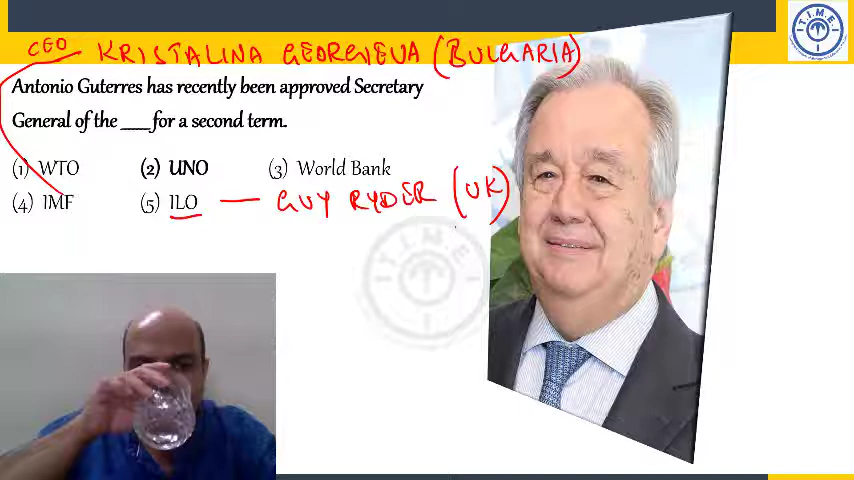 T.I.M.E.
CEO KRISTALINA GEORGIEVA (BULGARIA)
Antonio Guterres has recently been approved Secretary
General of the ____ for a second term.
(1) WTO (2) UNO (3) World Bank
(4) IMF (5) ILO — GUY RYDER (UK)
T.I.M.E.